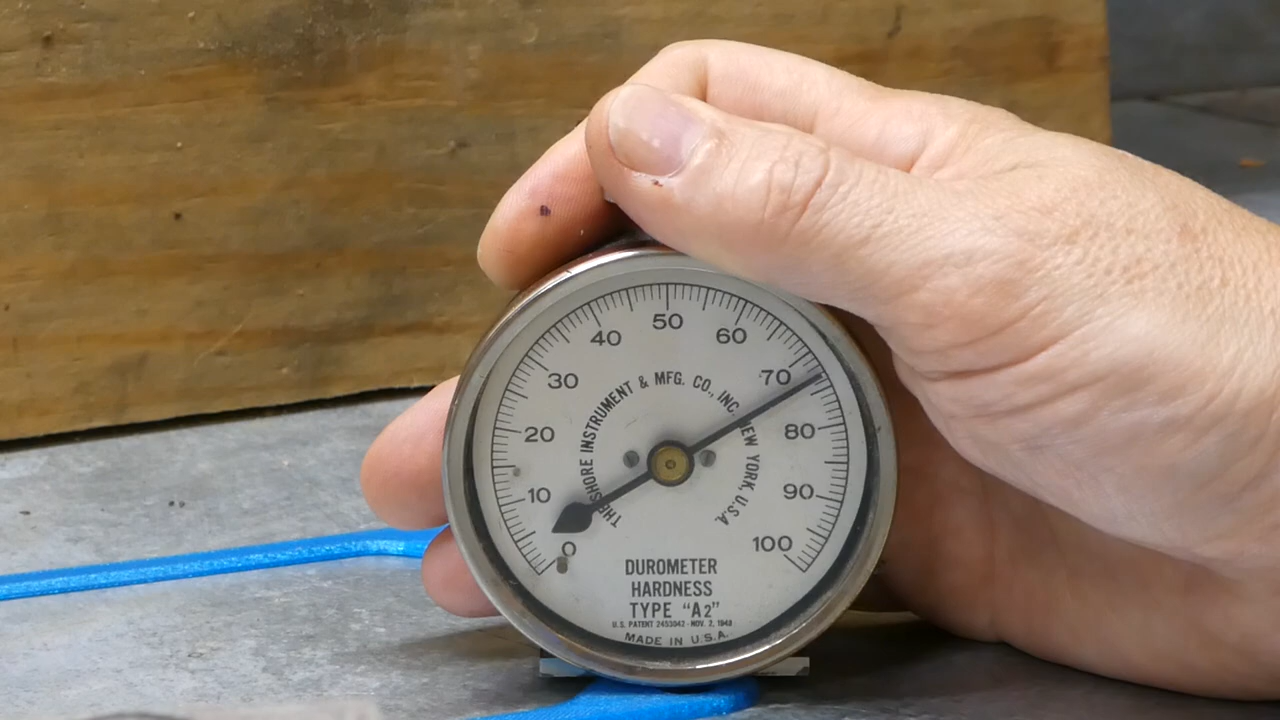 50
40
60
30
70
20
80
10
90
0
100
THE SHORE INSTRUMENT & MFG. CO., INC. NEW YORK, U.S.A.
DUROMETER
HARDNESS
TYPE "A2"
U.S. PATENT 2453042 - NOV. 2, 1948
MADE IN U.S.A.